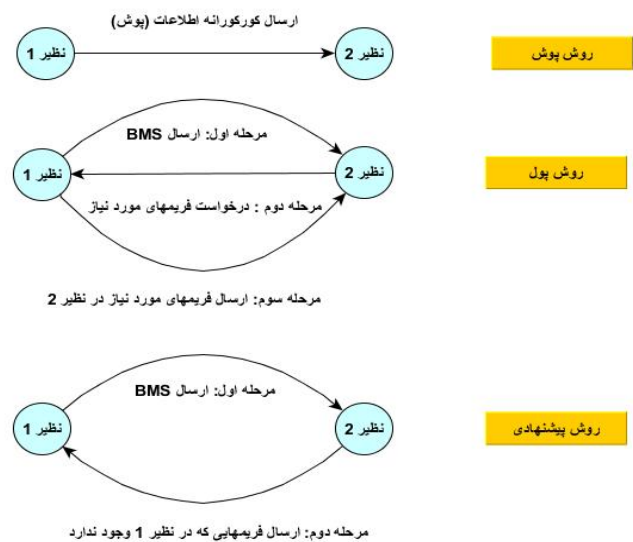 ارسال کورکورانه اطلاعات (پوش)
نظیر 1
نظیر 2
روش پوش
مرحله اول: ارسال BMS
نظیر 1
نظیر 2
روش پول
مرحله دوم : درخواست فریمهای مورد نیاز
مرحله سوم: ارسال فریمهای مورد نیاز در نظیر 2
مرحله اول: ارسال BMS
نظیر 1
نظیر 2
روش پیشنهادی
مرحله دوم: ارسال فریمهایی که در نظیر 1 وجود ندارد